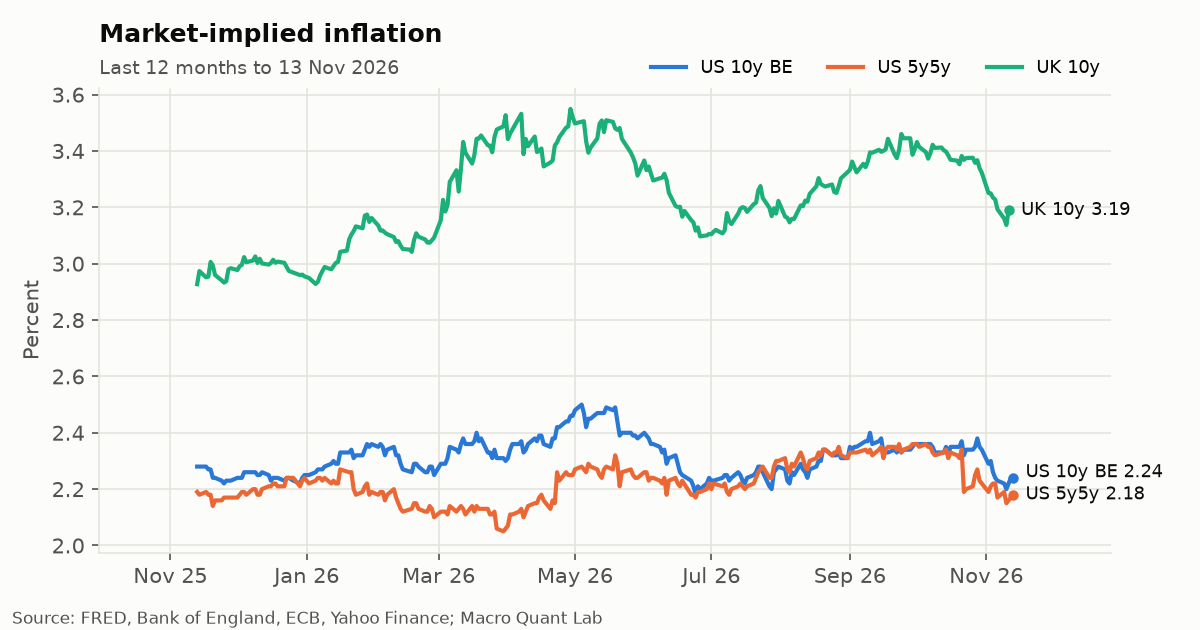 Market-implied inflation
Last 12 months to 13 Nov 2026
US 10y BE
US 5y5y
UK 10y
Percent
3.6
3.4
3.2
3.0
2.8
2.6
2.4
2.2
2.0
UK 10y 3.19
US 10y BE 2.24
US 5y5y 2.18
Nov 25
Jan 26
Mar 26
May 26
Jul 26
Sep 26
Nov 26
Source: FRED, Bank of England, ECB, Yahoo Finance; Macro Quant Lab